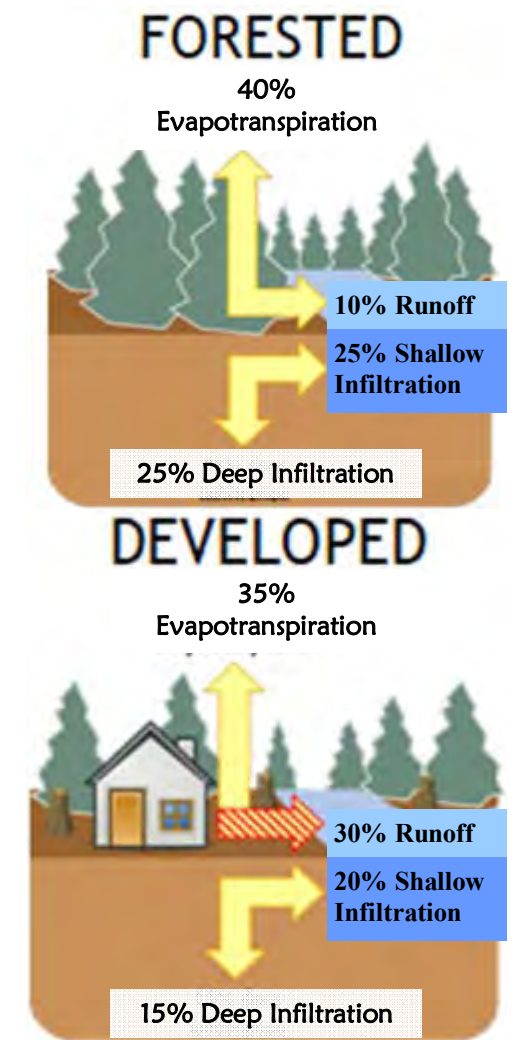 FORESTED
40%
Evapotranspiration
10% Runoff
25% Shallow
Infiltration
25% Deep Infiltration
DEVELOPED
35%
Evapotranspiration
30% Runoff
20% Shallow
Infiltration
15% Deep Infiltration